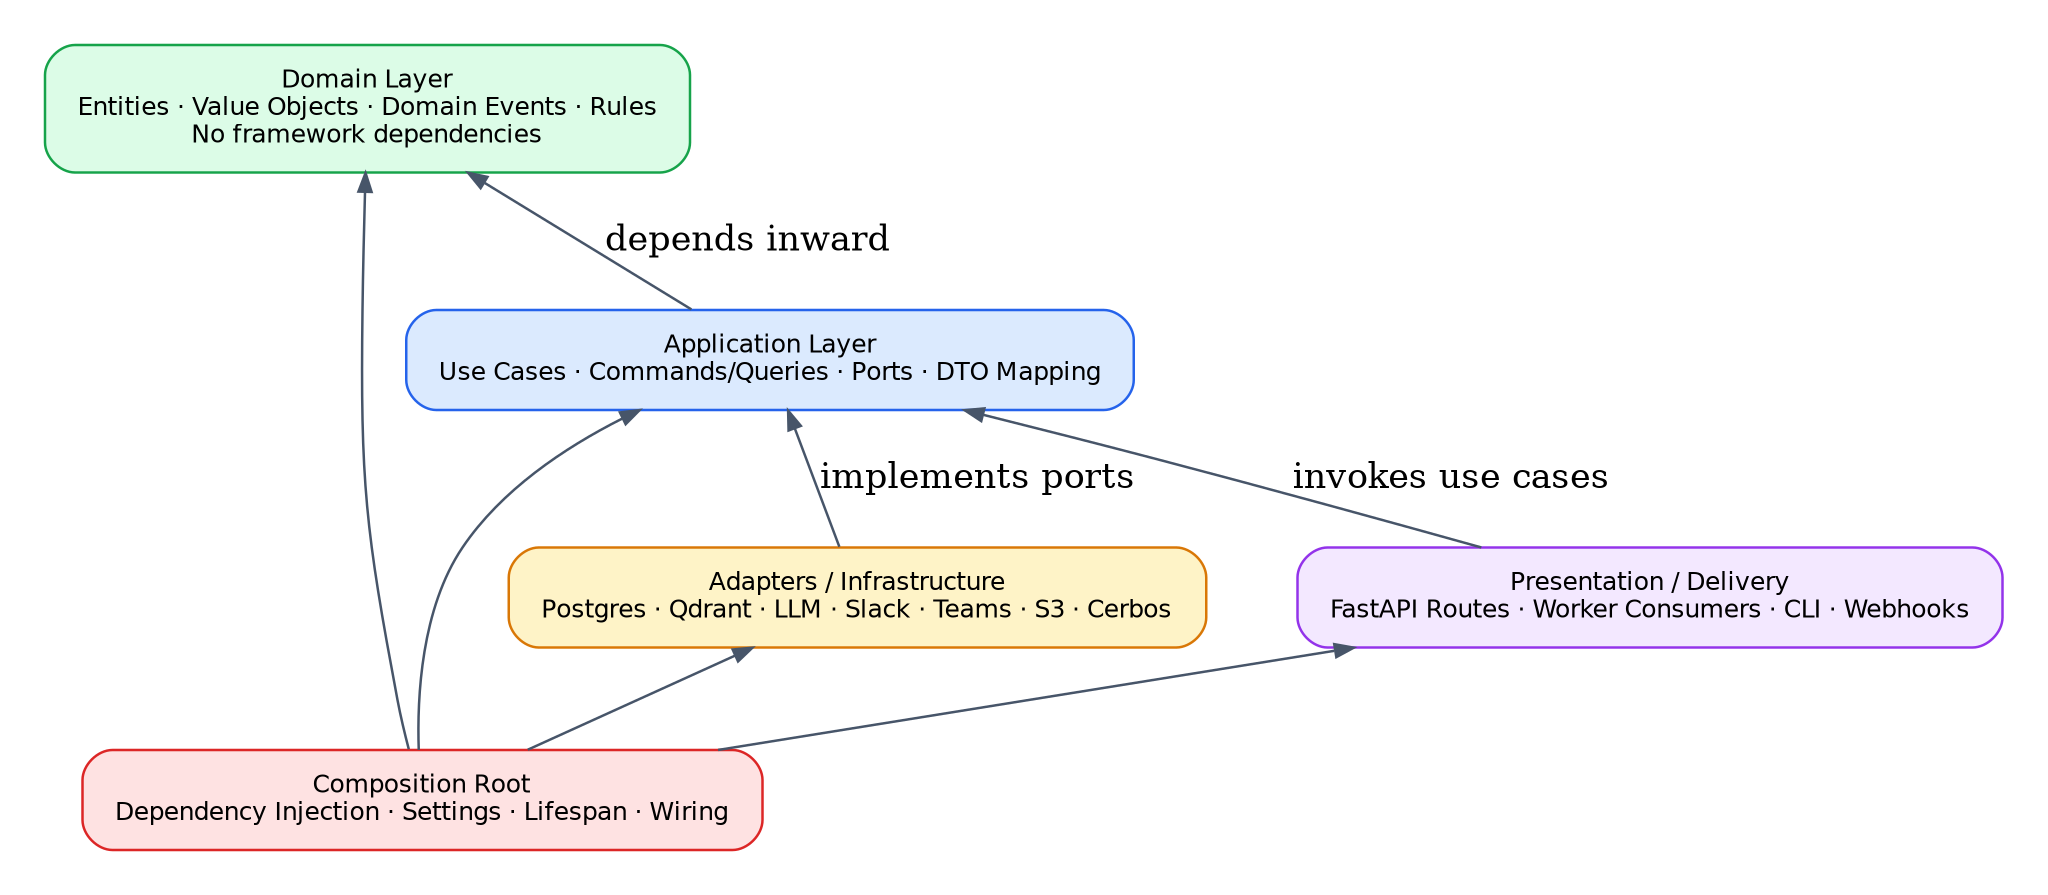 Domain Layer
Entities · Value Objects · Domain Events · Rules
No framework dependencies
depends inward
Application Layer
Use Cases · Commands/Queries · Ports · DTO Mapping
implements ports
invokes use cases
Adapters / Infrastructure
Postgres · Qdrant · LLM · Slack · Teams · S3 · Cerbos
Presentation / Delivery
FastAPI Routes · Worker Consumers · CLI · Webhooks
Composition Root
Dependency Injection · Settings · Lifespan · Wiring